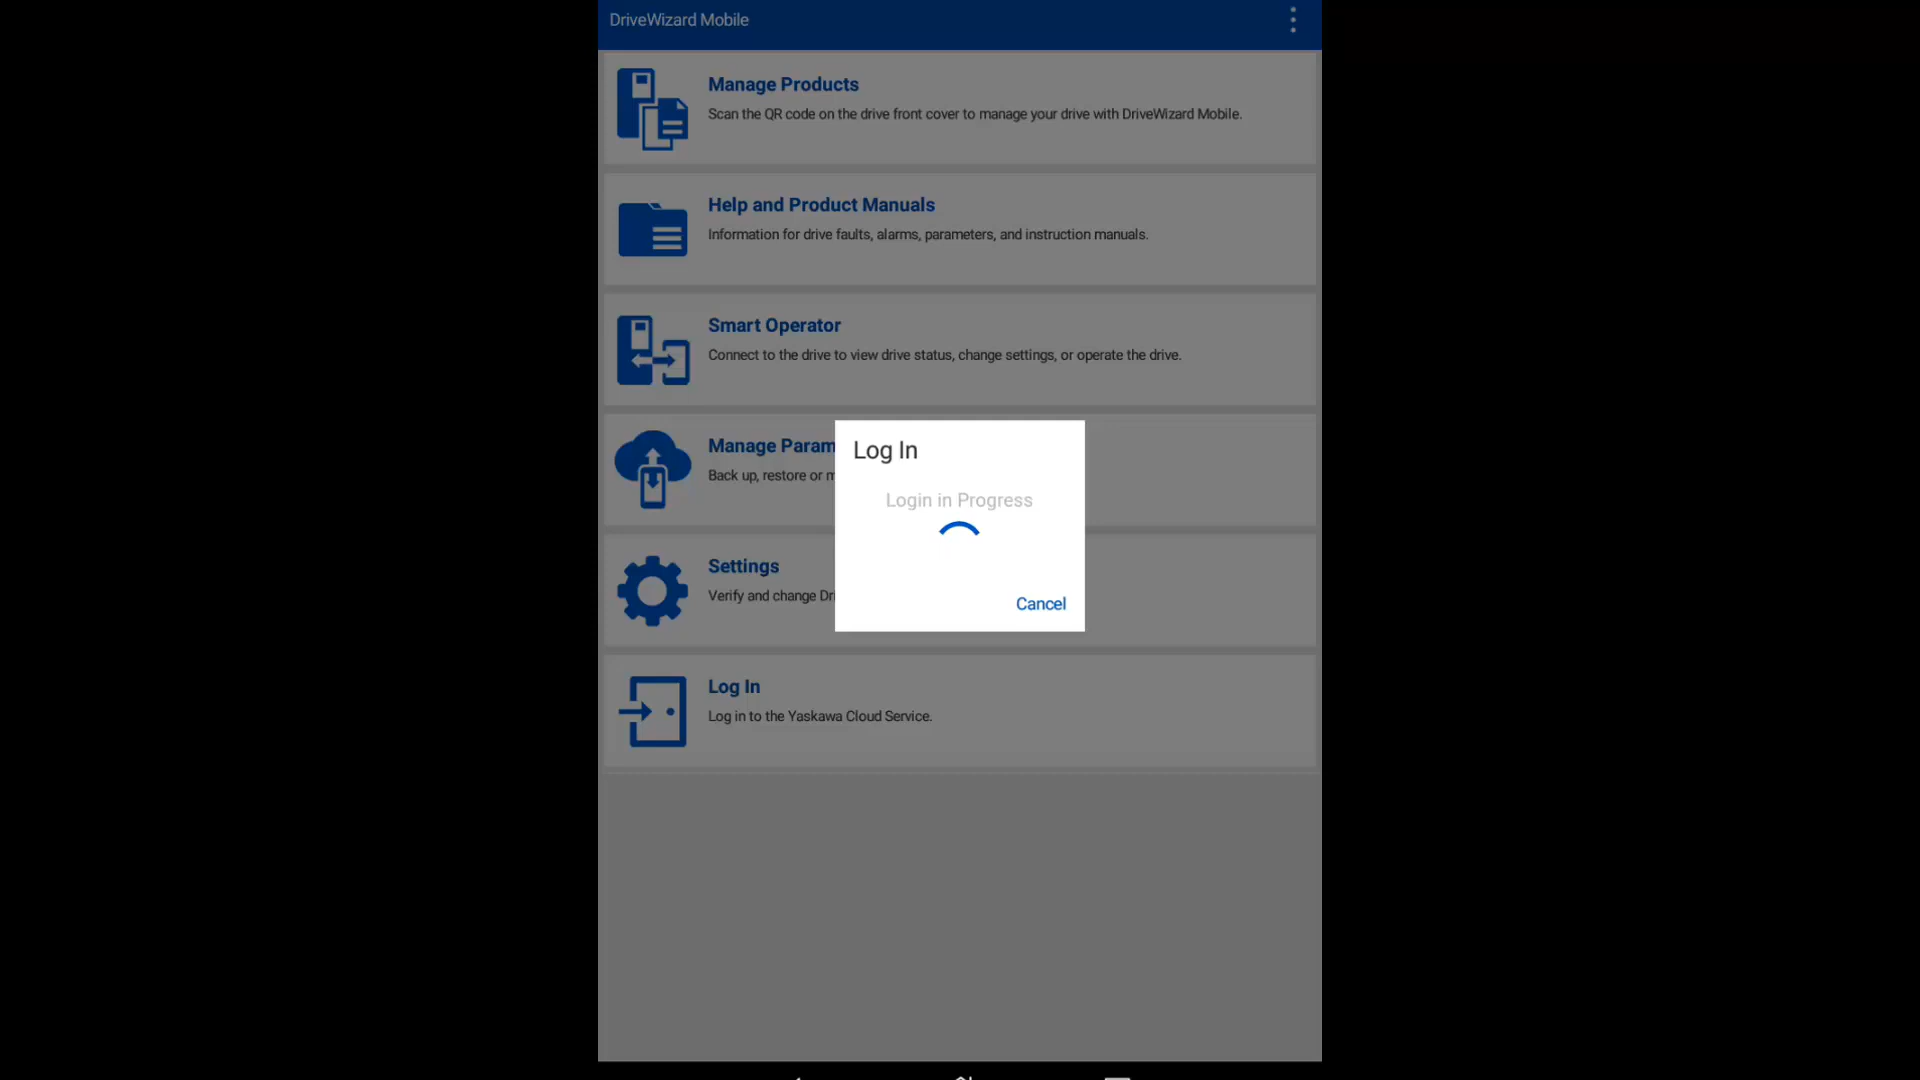 DriveWizard Mobile
Manage Products
Scan the QR code on the drive front cover to manage your drive with DriveWizard Mobile.
Help and Product Manuals
Information for drive faults, alarms, parameters, and instruction manuals.
Smart Operator
Connect to the drive to view drive status, change settings, or operate the drive.
Manage Param
Back up, restore or m
Log In
Login in Progress
Cancel
Settings
Verify and change Dri
Log In
Log in to the Yaskawa Cloud Service.